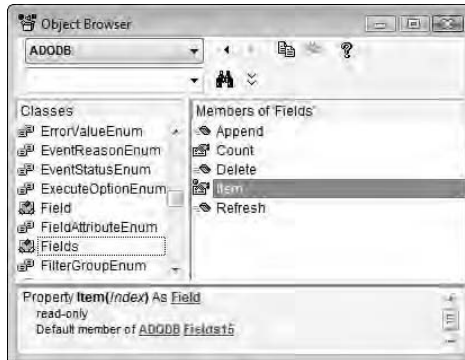 Object Browser
ADODB
Classes
ErrorValueEnum
EventReasonEnum
EventStatusEnum
ExecuteOptionEnum
Field
FieldAttributeEnum
Fields
FilterGroupEnum
Members of 'Fields'
Append
Count
Delete
Item
Refresh
Property Item(Index) As Field
read-only
Default member of ADODB.Fields15